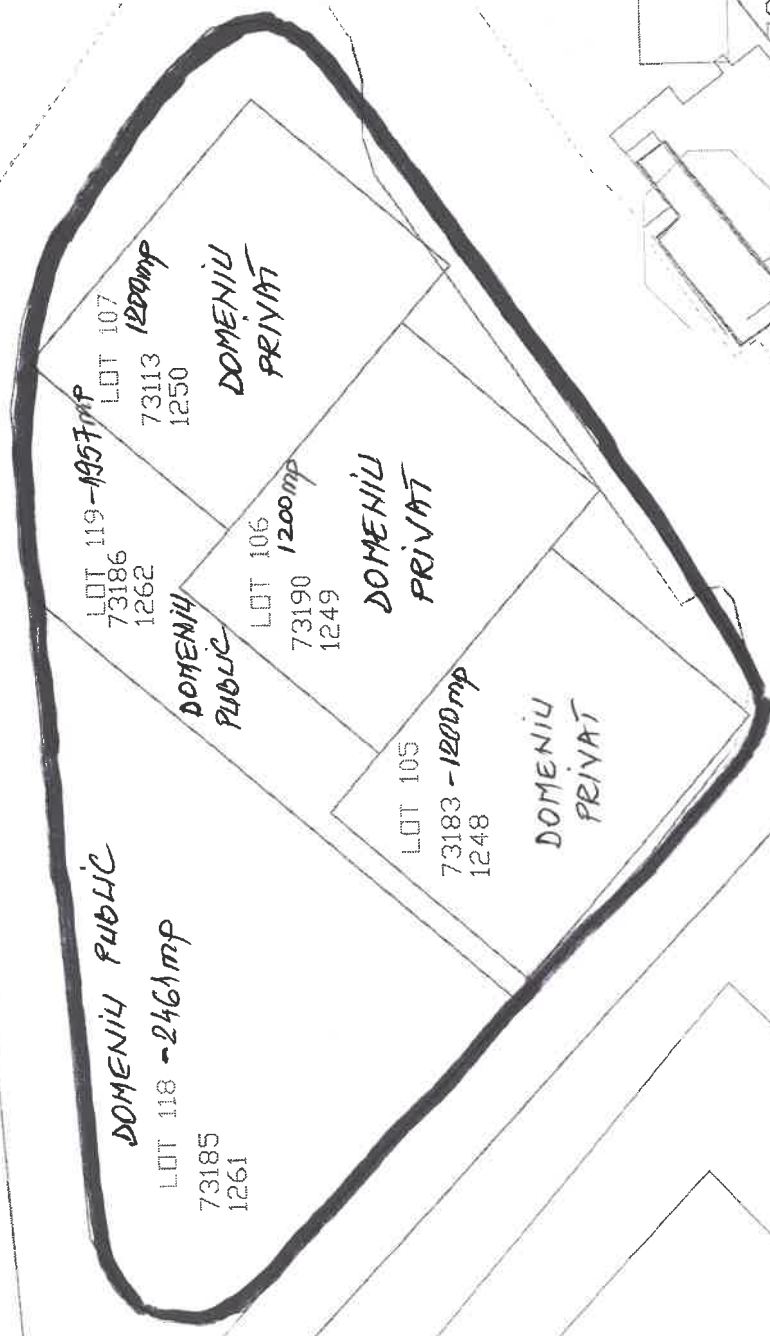 DOMENIU PUBLIC
LOT 118 - 2461mp
73185
1261
LOT 119 - 1957mp
73186
1262
DOMENIU
PUBLIC
LOT 107
73113 1200mp
1250
DOMENIU
PRIVAT
LOT 106
73190 1200mp
1249
DOMENIU
PRIVAT
LOT 105
73183 - 1200mp
1248
DOMENIU
PRIVAT